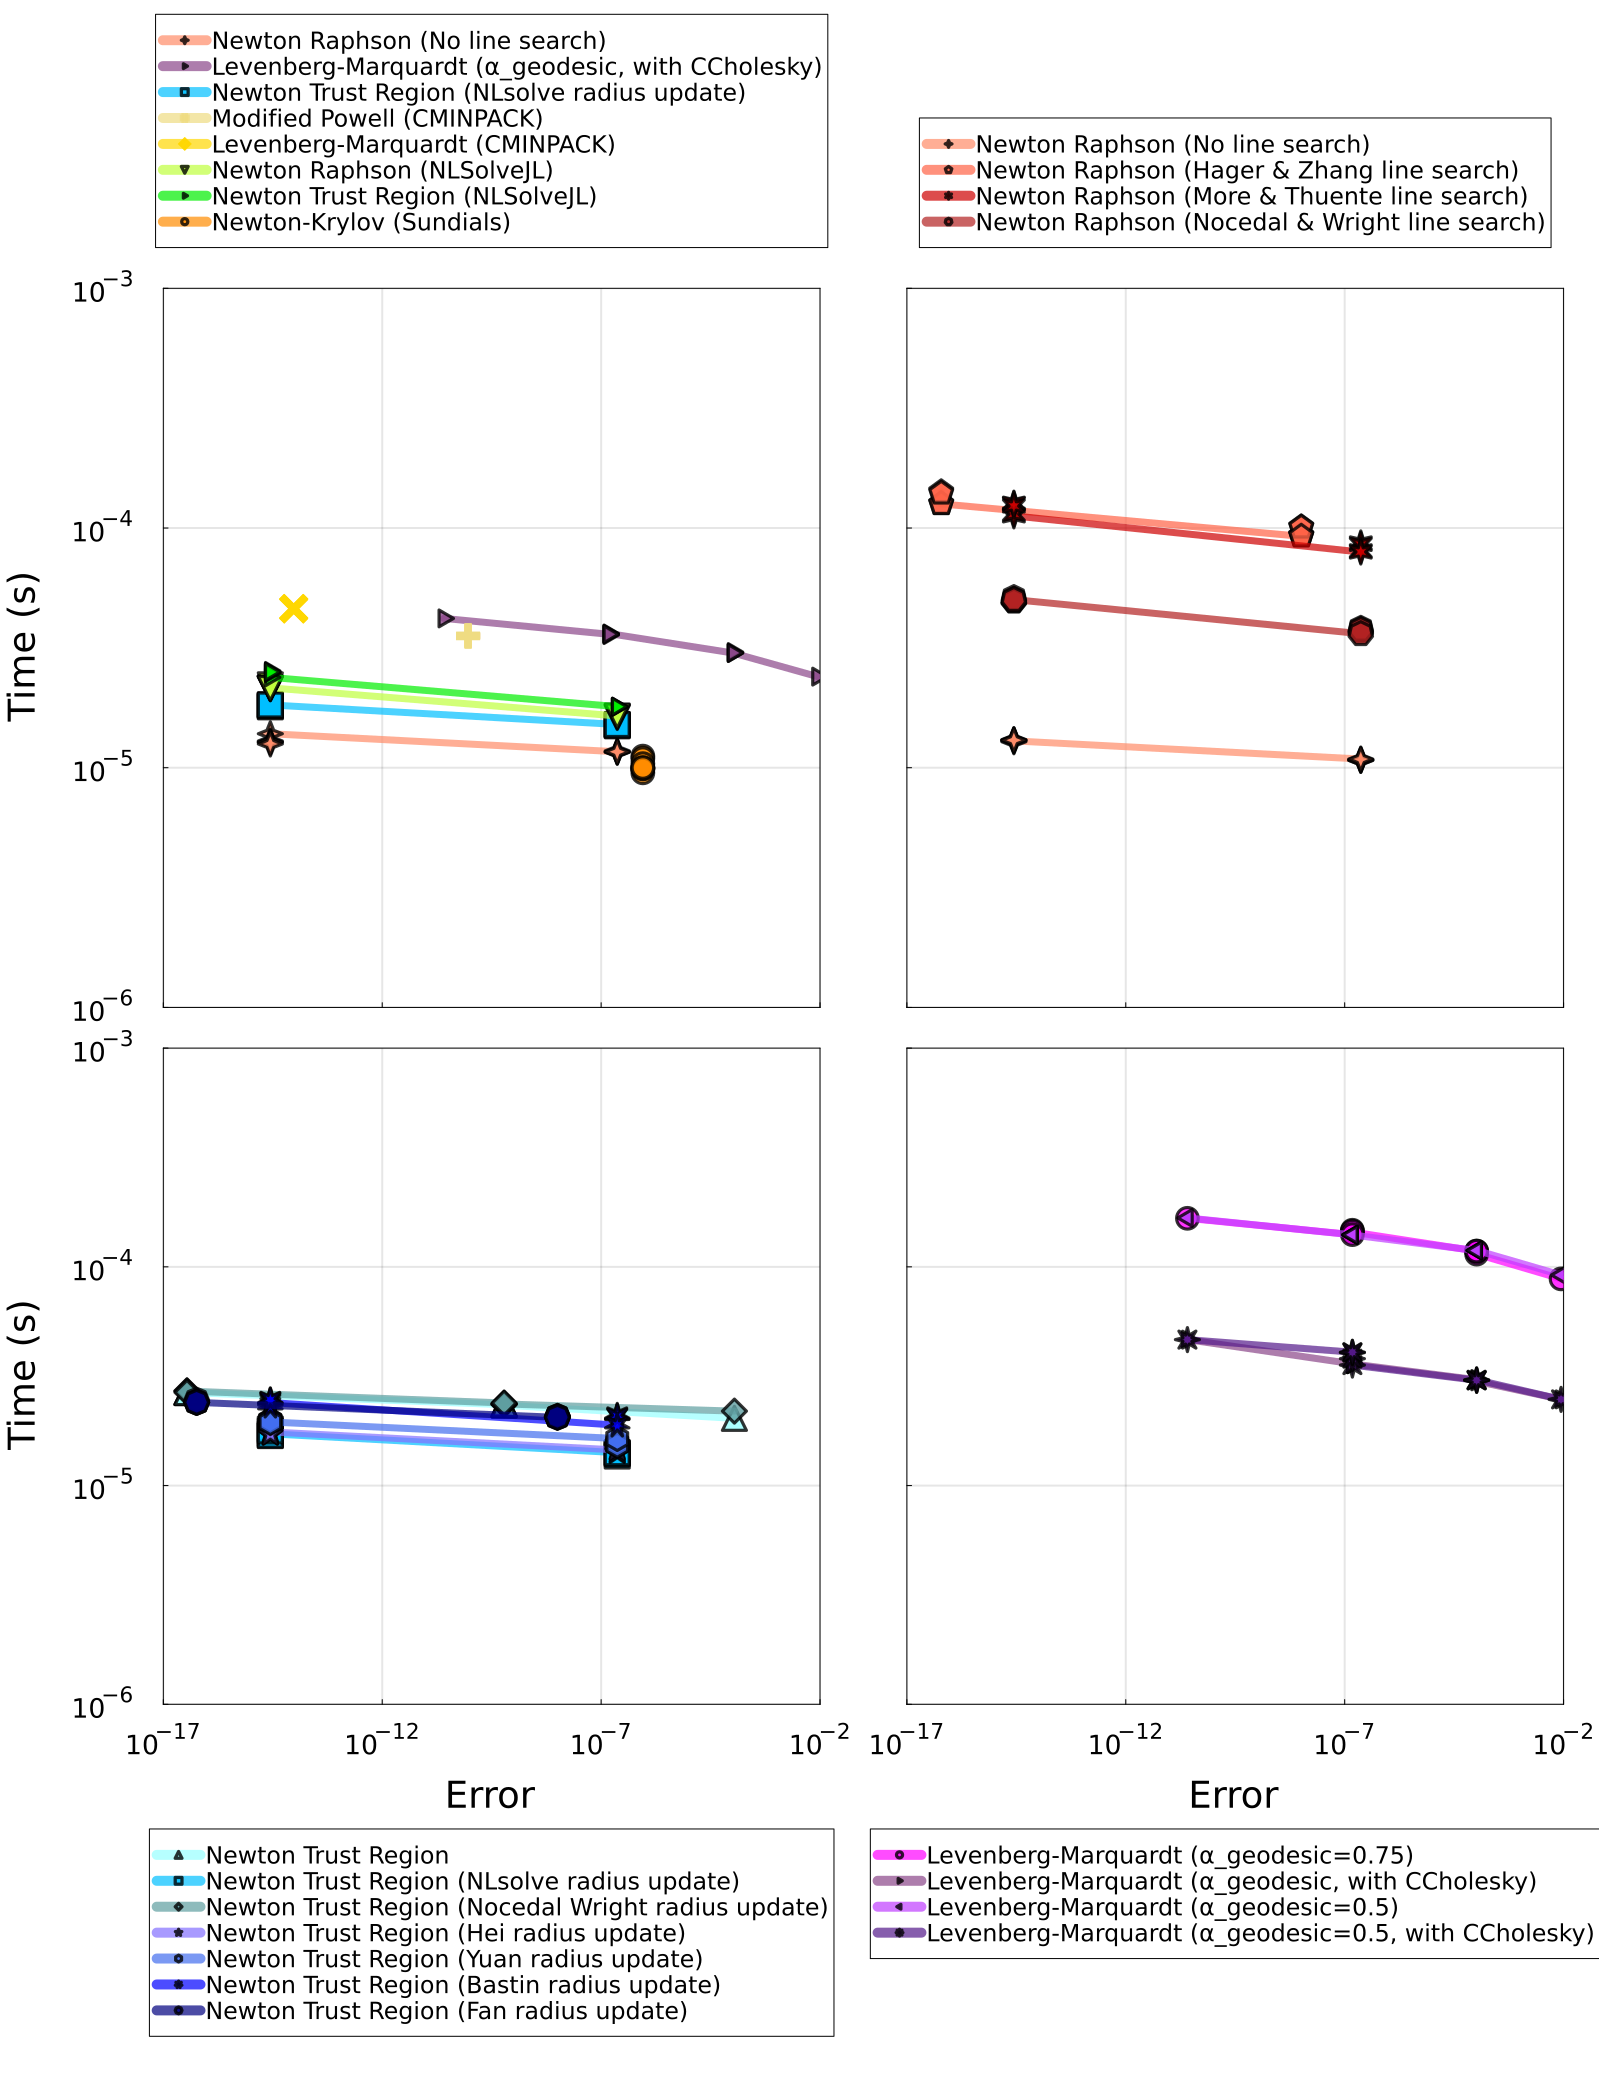 Newton Raphson (No line search)
Levenberg-Marquardt (α_geodesic, with CCholesky)
Newton Trust Region (NLsolve radius update)
Modified Powell (CMINPACK)
Levenberg-Marquardt (CMINPACK)
Newton Raphson (NLSolveJL)
Newton Trust Region (NLSolveJL)
Newton-Krylov (Sundials)
Newton Raphson (No line search)
Newton Raphson (Hager & Zhang line search)
Newton Raphson (More & Thuente line search)
Newton Raphson (Nocedal & Wright line search)
10⁻³
10⁻⁴
10⁻⁵
10⁻⁶
Time (s)
10⁻³
10⁻⁴
10⁻⁵
10⁻⁶
Time (s)
10⁻¹⁷ 10⁻¹² 10⁻⁷ 10⁻²
Error
10⁻¹⁷ 10⁻¹² 10⁻⁷ 10⁻²
Error
Newton Trust Region
Newton Trust Region (NLsolve radius update)
Newton Trust Region (Nocedal Wright radius update)
Newton Trust Region (Hei radius update)
Newton Trust Region (Yuan radius update)
Newton Trust Region (Bastin radius update)
Newton Trust Region (Fan radius update)
Levenberg-Marquardt (α_geodesic=0.75)
Levenberg-Marquardt (α_geodesic, with CCholesky)
Levenberg-Marquardt (α_geodesic=0.5)
Levenberg-Marquardt (α_geodesic=0.5, with CCholesky)